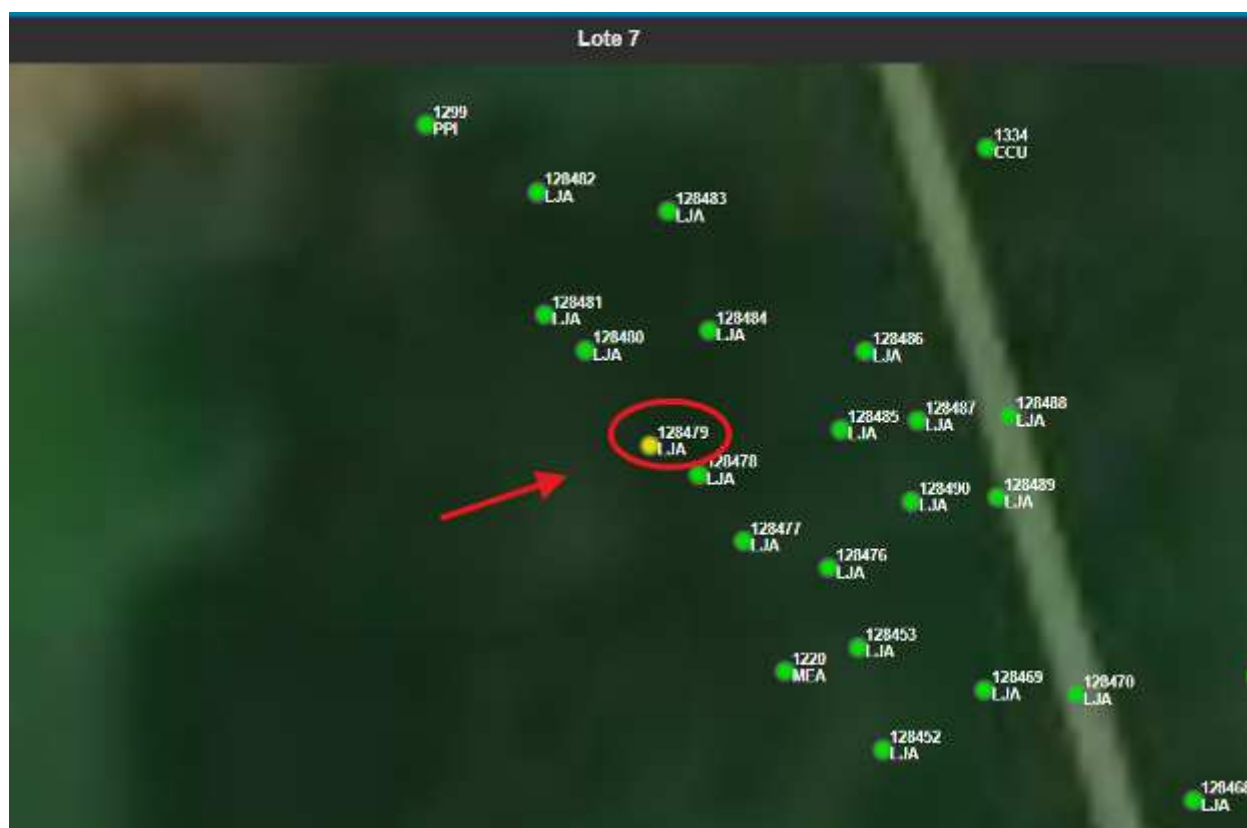 Lote 7
1299
PPI
1334
CCU
128482
LJA
128483
LJA
128481
LJA
128484
LJA
128480
LJA
128486
LJA
128488
LJA
128487
LJA
128485
LJA
128479
LJA
128478
LJA
128489
LJA
128490
LJA
128477
LJA
128476
LJA
128453
LJA
1220
MEA
128469
LJA
128470
LJA
128452
LJA
128468
LJA